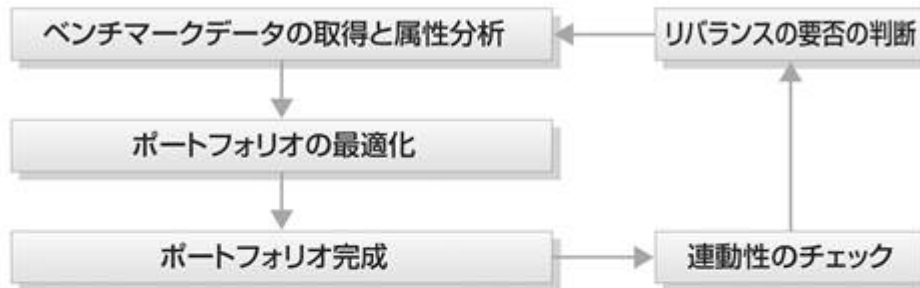 ベンチマークデータの取得と属性分析
リバランスの要否の判断
ポートフォリオの最適化
ポートフォリオ完成
連動性のチェック